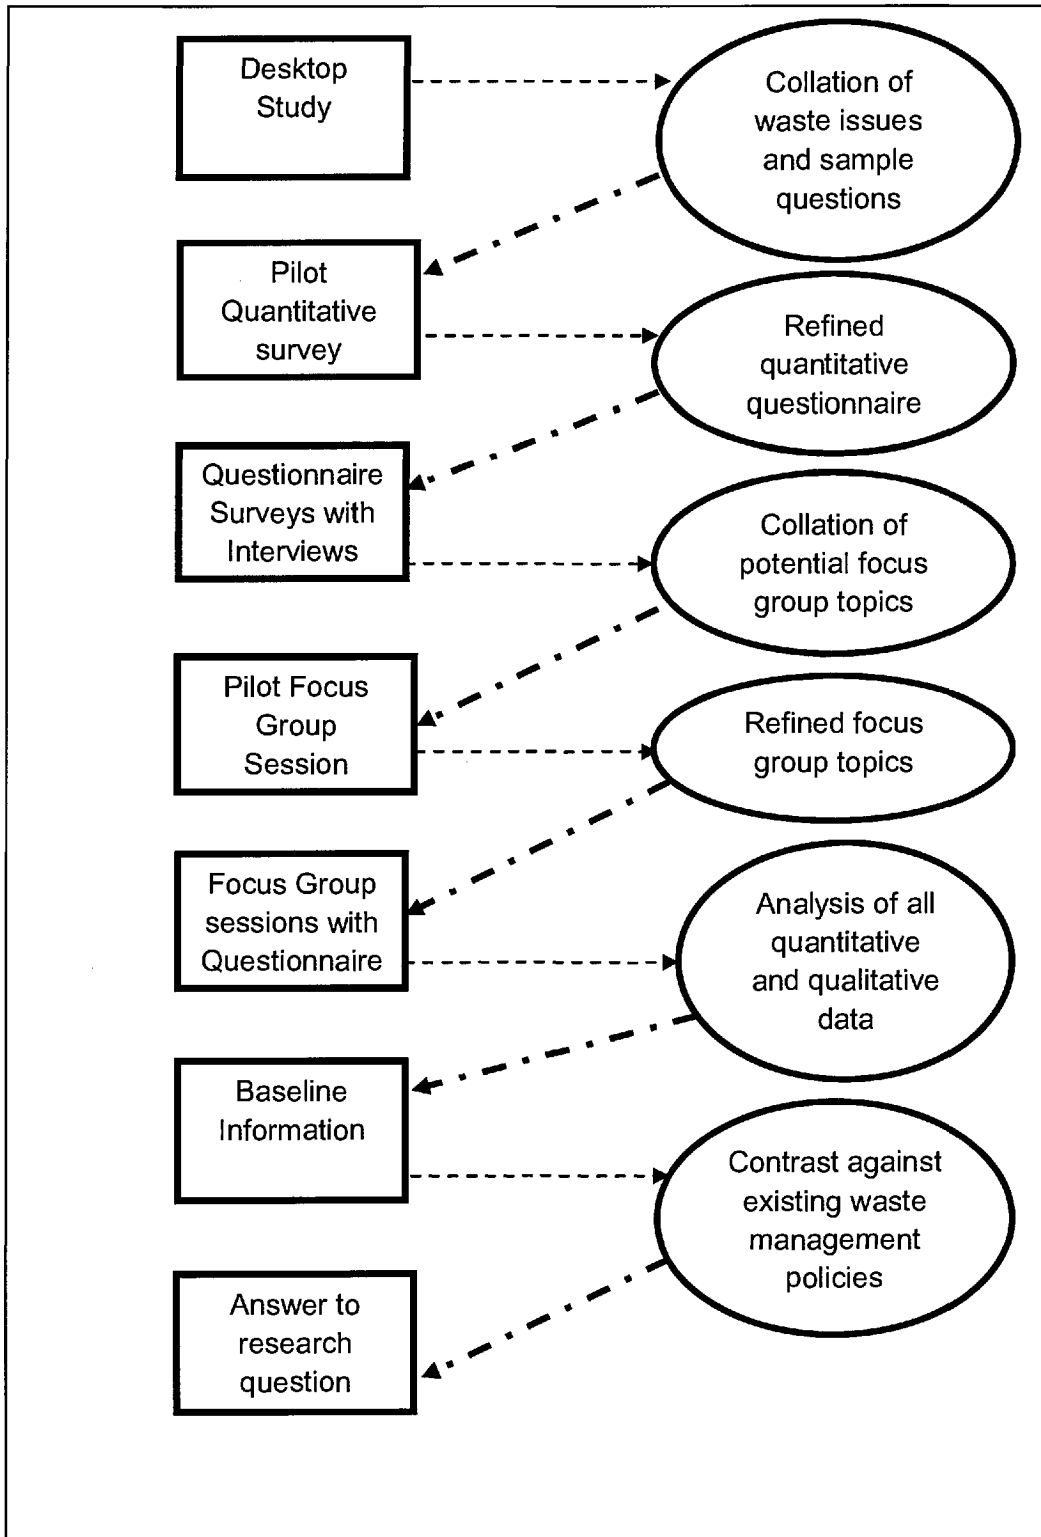 Desktop
Study
Collation of
waste issues
and sample
questions
Pilot
Quantitative
survey
Refined
quantitative
questionnaire
Questionnaire
Surveys with
Interviews
Collation of
potential focus
group topics
Pilot Focus
Group
Session
Refined focus
group topics
Focus Group
sessions with
Questionnaire
Analysis of all
quantitative
and qualitative
data
Baseline
Information
Contrast against
existing waste
management
policies
Answer to
research
question